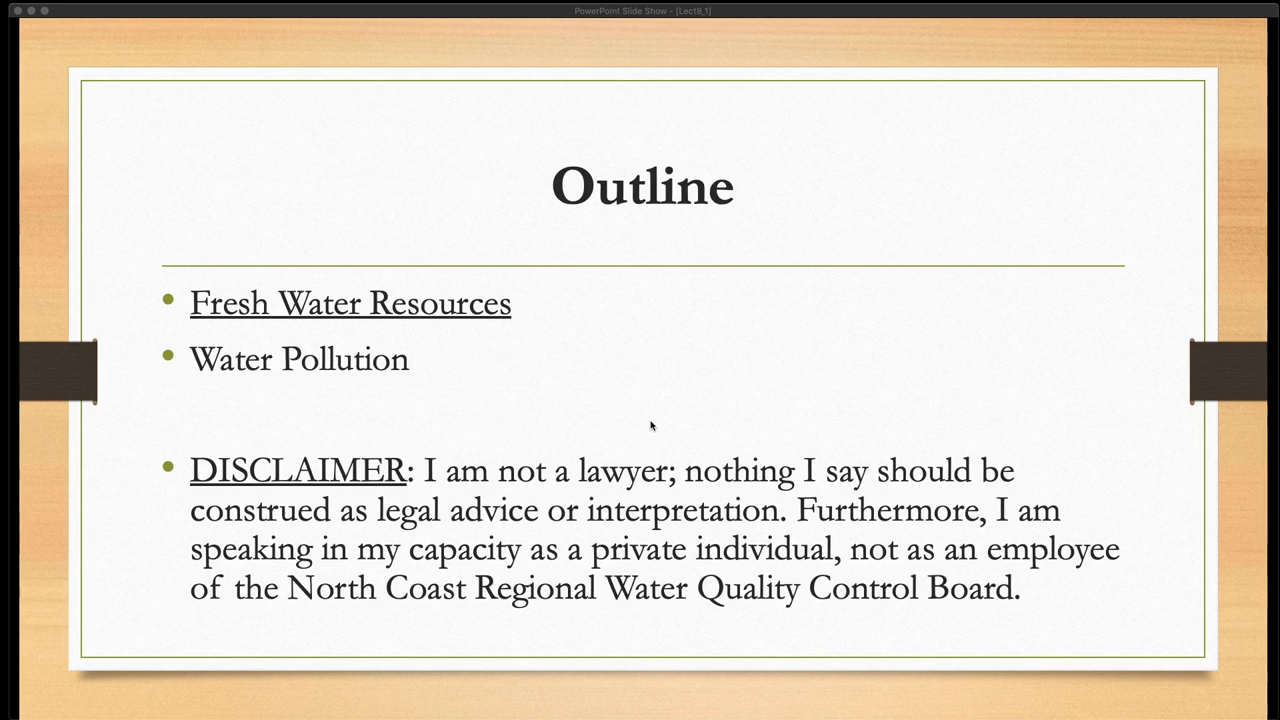 PowerPoint Slide Show - [Lect8_1]
Outline
Fresh Water Resources
Water Pollution
DISCLAIMER: I am not a lawyer; nothing I say should be
construed as legal advice or interpretation. Furthermore, I am
speaking in my capacity as a private individual, not as an employee
of the North Coast Regional Water Quality Control Board.